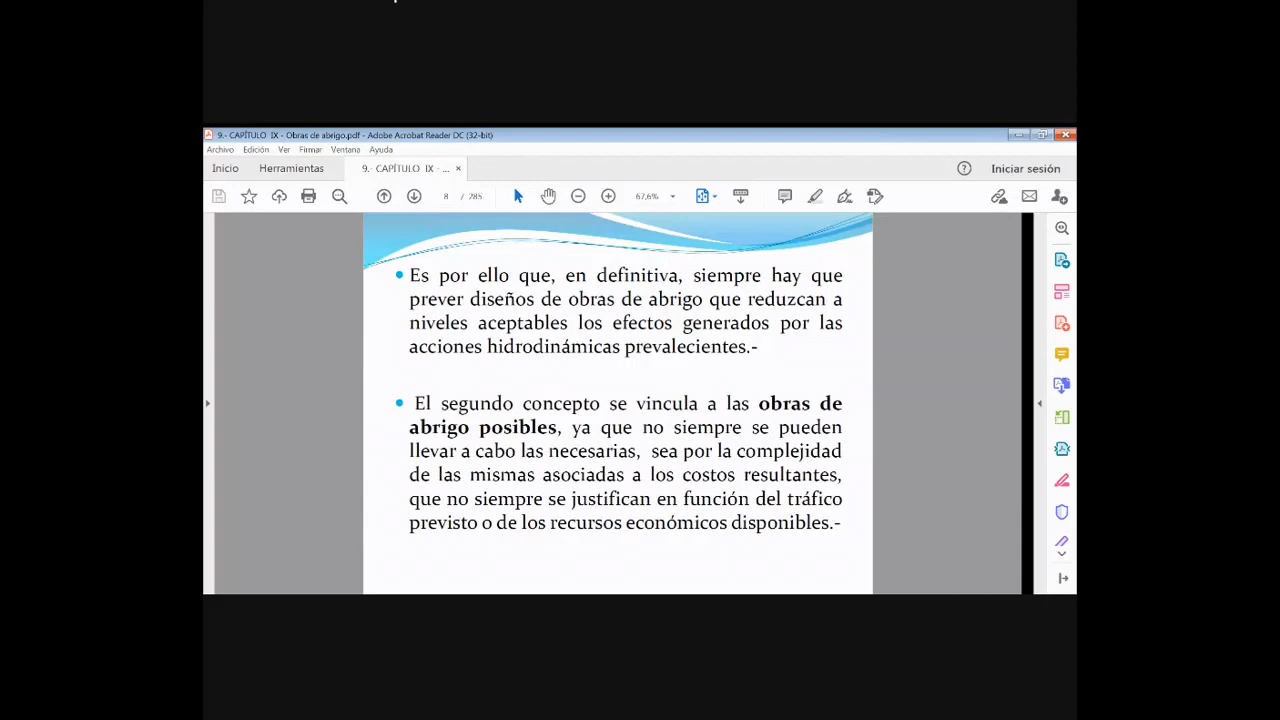 9.- CAPÍTULO IX - Obras de abrigo.pdf - Adobe Acrobat Reader DC (32-bit)
Archivo Edición Ver Firmar Ventana Ayuda
Inicio Herramientas 9.- CAPÍTULO IX - ... × Iniciar sesión
8 / 285 67,6%
• Es por ello que, en definitiva, siempre hay que
prever diseños de obras de abrigo que reduzcan a
niveles aceptables los efectos generados por las
acciones hidrodinámicas prevalecientes.-
• El segundo concepto se vincula a las obras de
abrigo posibles, ya que no siempre se pueden
llevar a cabo las necesarias, sea por la complejidad
de las mismas asociadas a los costos resultantes,
que no siempre se justifican en función del tráfico
previsto o de los recursos económicos disponibles.-